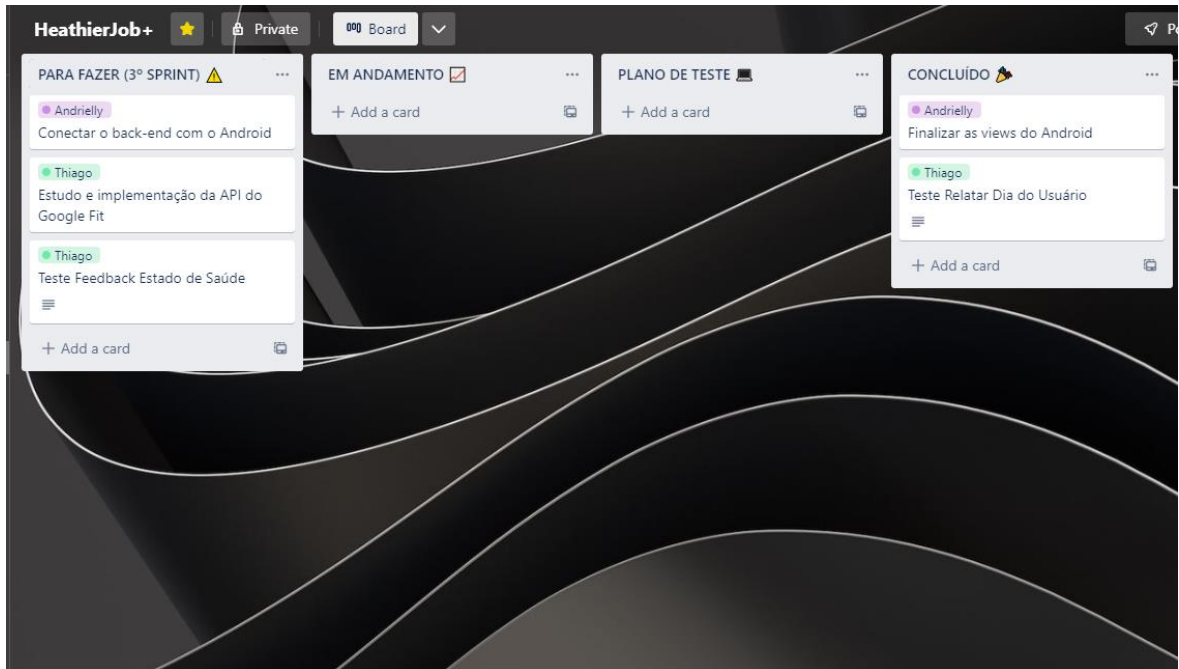 HeathierJob+
Private
Board
PARA FAZER (3º SPRINT)
Andrielly
Conectar o back-end com o Android
Thiago
Estudo e implementação da API do
Google Fit
Thiago
Teste Feedback Estado de Saúde
+ Add a card
EM ANDAMENTO
+ Add a card
PLANO DE TESTE
+ Add a card
CONCLUÍDO
Andrielly
Finalizar as views do Android
Thiago
Teste Relatar Dia do Usuário
+ Add a card